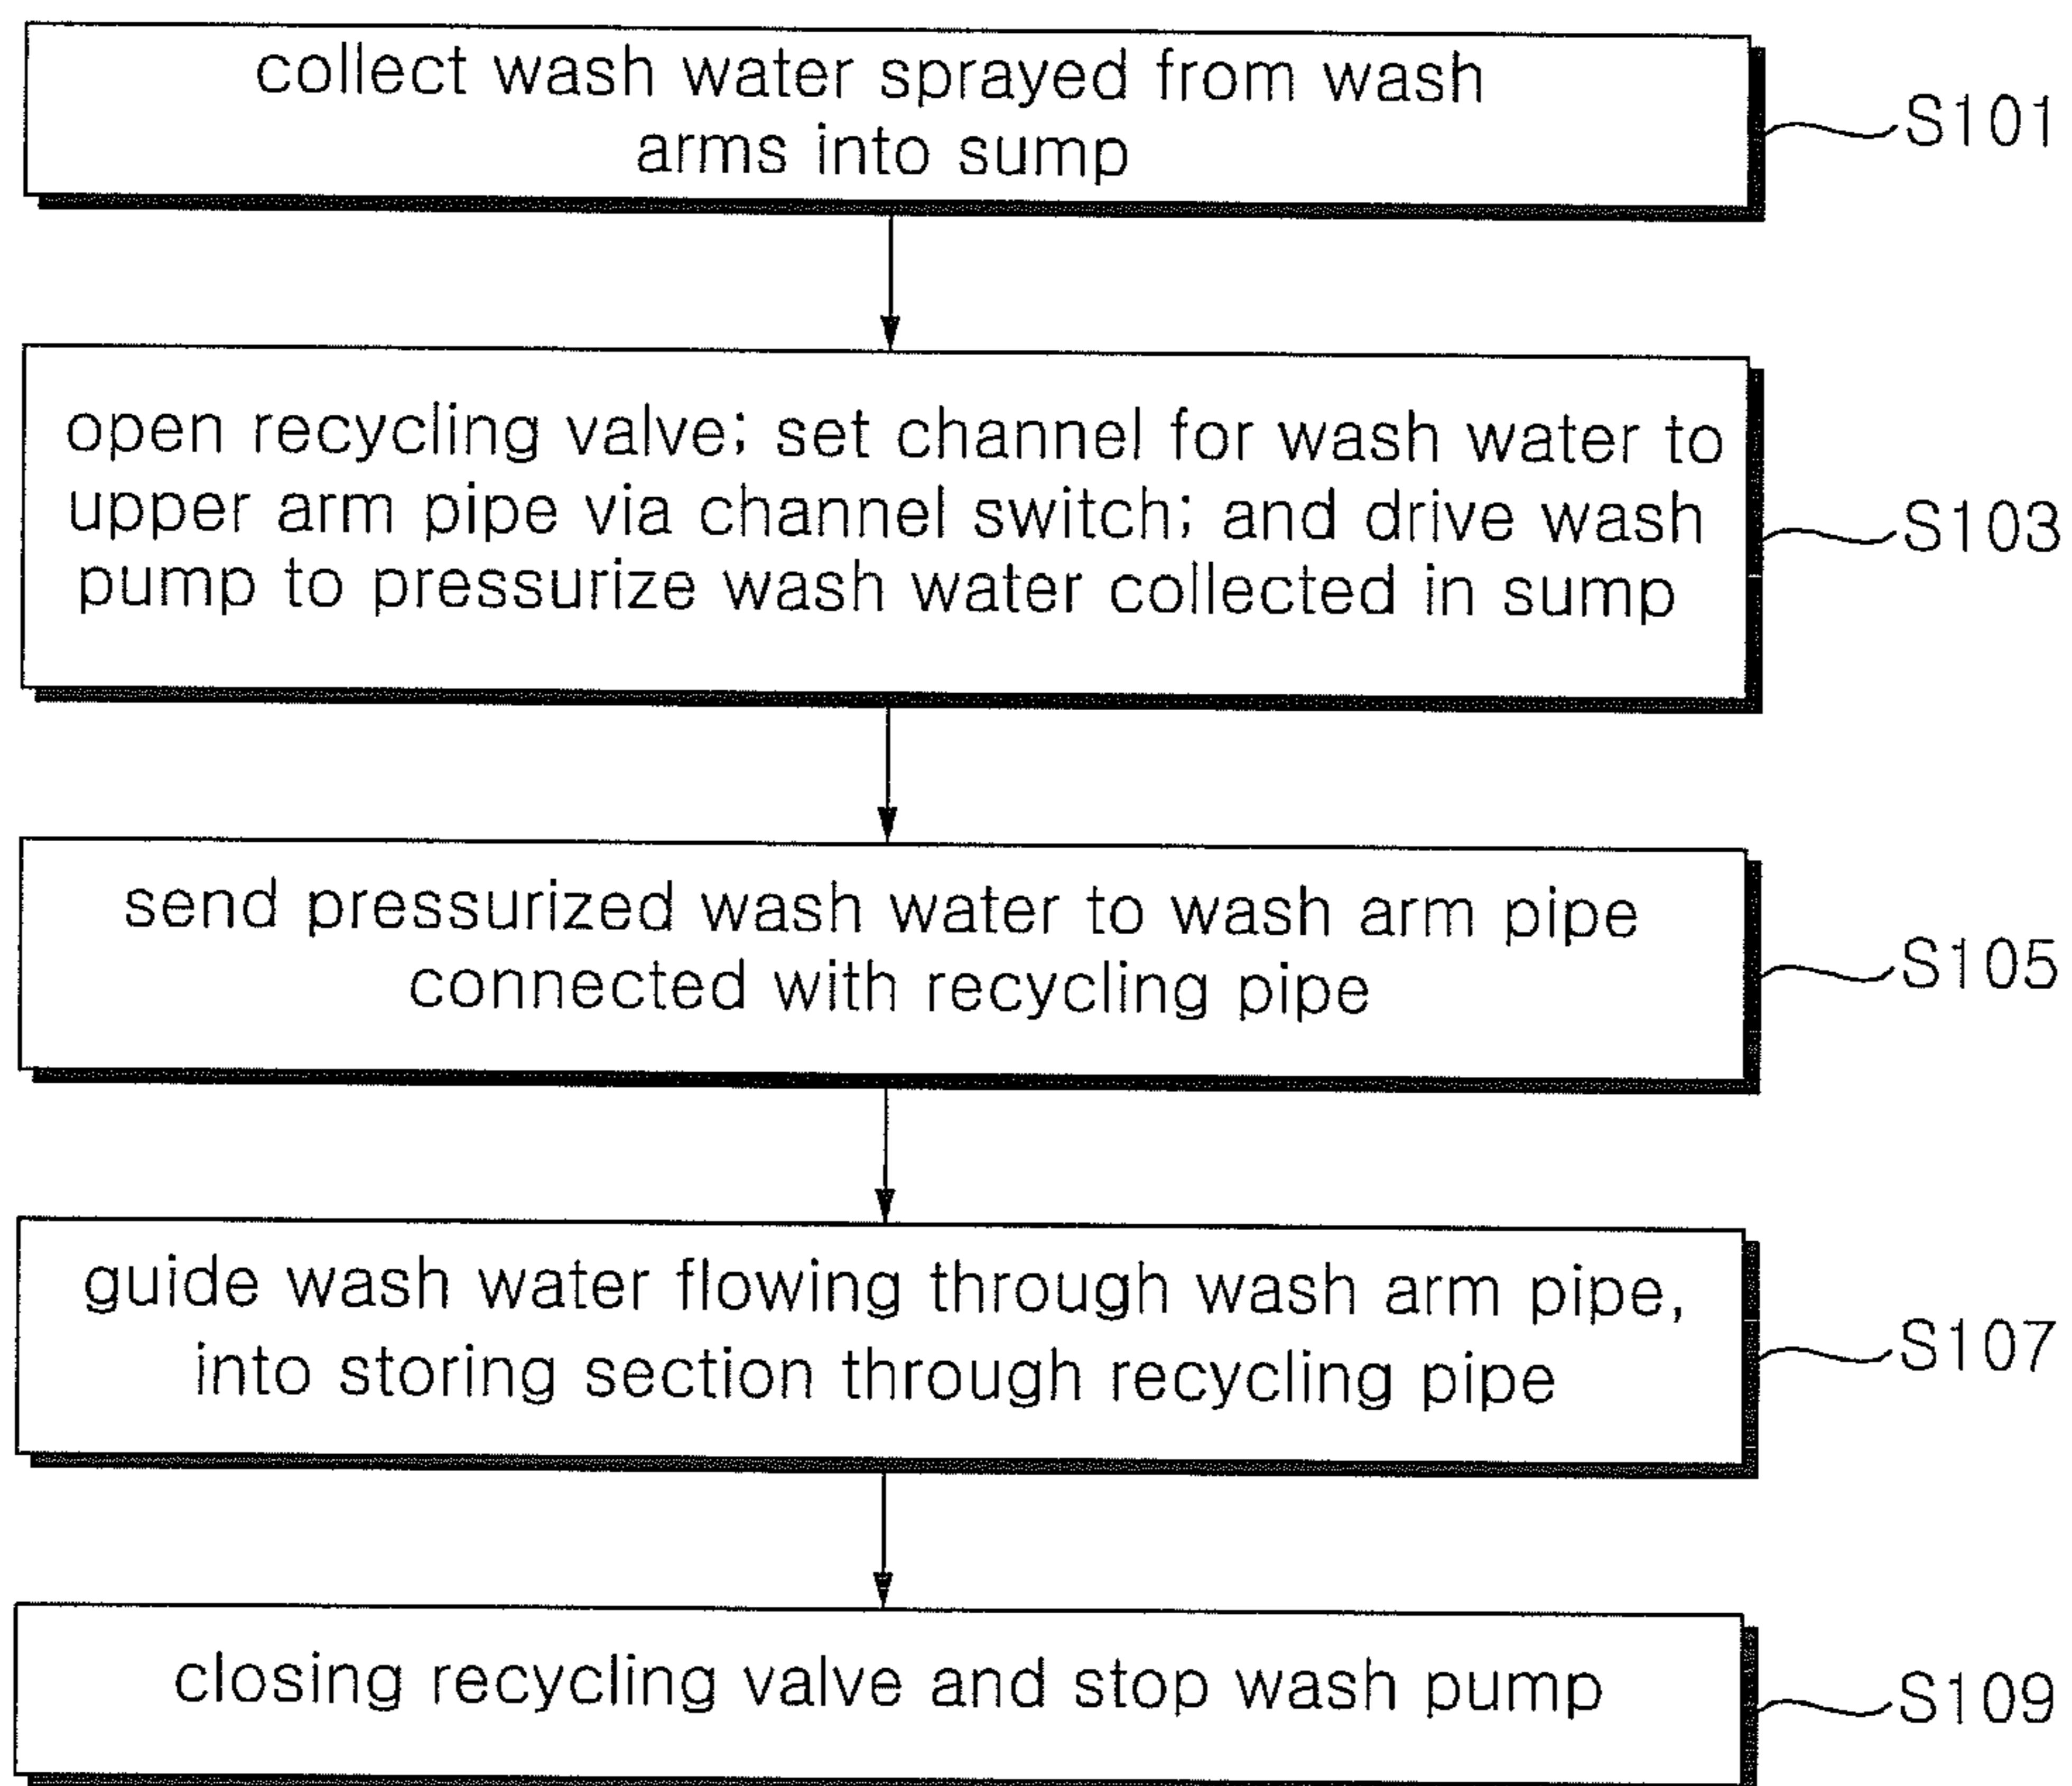 collect wash water sprayed from wash
arms into sump
S101
open recycling valve; set channel for wash water to
upper arm pipe via channel switch; and drive wash
pump to pressurize wash water collected in sump
S103
send pressurized wash water to wash arm pipe
connected with recycling pipe
S105
guide wash water flowing through wash arm pipe,
into storing section through recycling pipe
S107
closing recycling valve and stop wash pump
S109